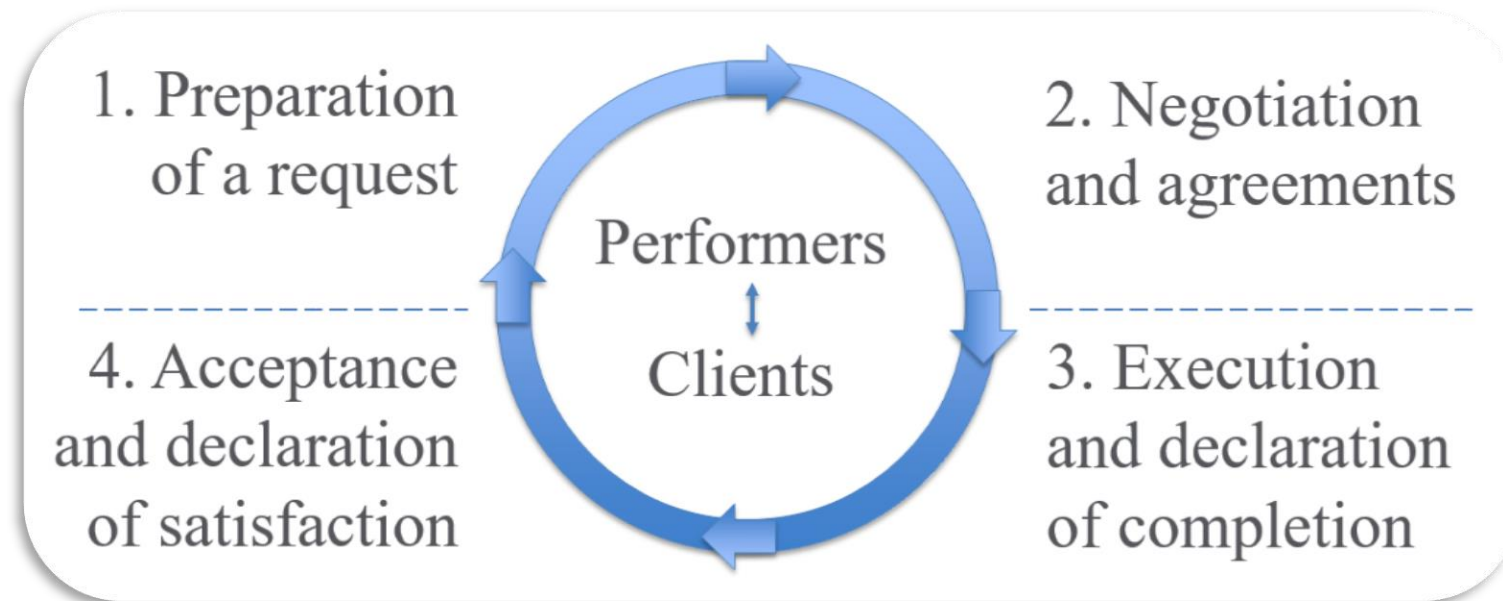 1. Preparation
of a request
2. Negotiation
and agreements
Performers
Clients
4. Acceptance
and declaration
of satisfaction
3. Execution
and declaration
of completion